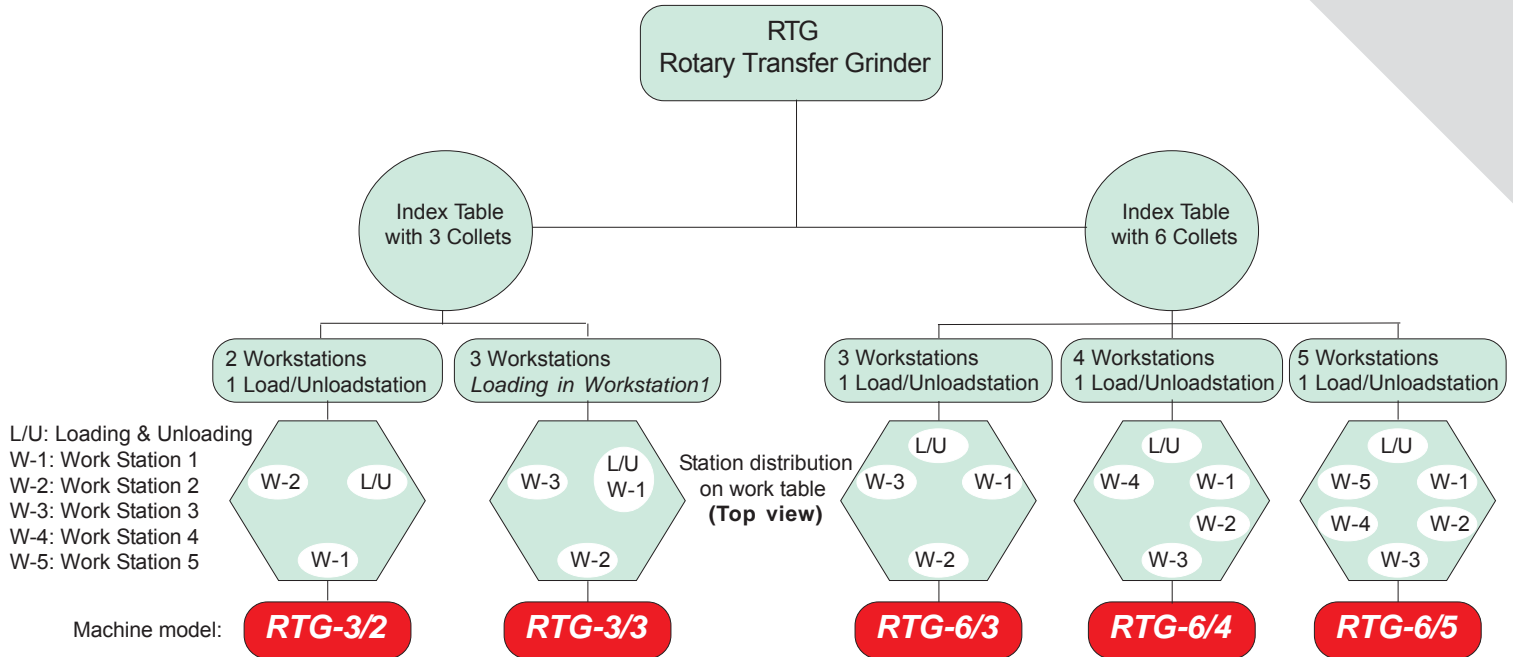 RTG
Rotary Transfer Grinder
Index Table
with 3 Collets
Index Table
with 6 Collets
2 Workstations
1 Load/Unloadstation
3 Workstations
Loading in Workstation1
3 Workstations
1 Load/Unloadstation
4 Workstations
1 Load/Unloadstation
5 Workstations
1 Load/Unloadstation
L/U: Loading & Unloading
W-1: Work Station 1
W-2: Work Station 2
W-3: Work Station 3
W-4: Work Station 4
W-5: Work Station 5
W-2
L/U
W-1
W-3
L/U
W-1
W-2
Station distribution
on work table
(Top view)
L/U
W-3
W-1
W-2
L/U
W-4
W-1
W-2
W-3
L/U
W-5
W-1
W-4
W-2
W-3
Machine model:
RTG-3/2
RTG-3/3
RTG-6/3
RTG-6/4
RTG-6/5